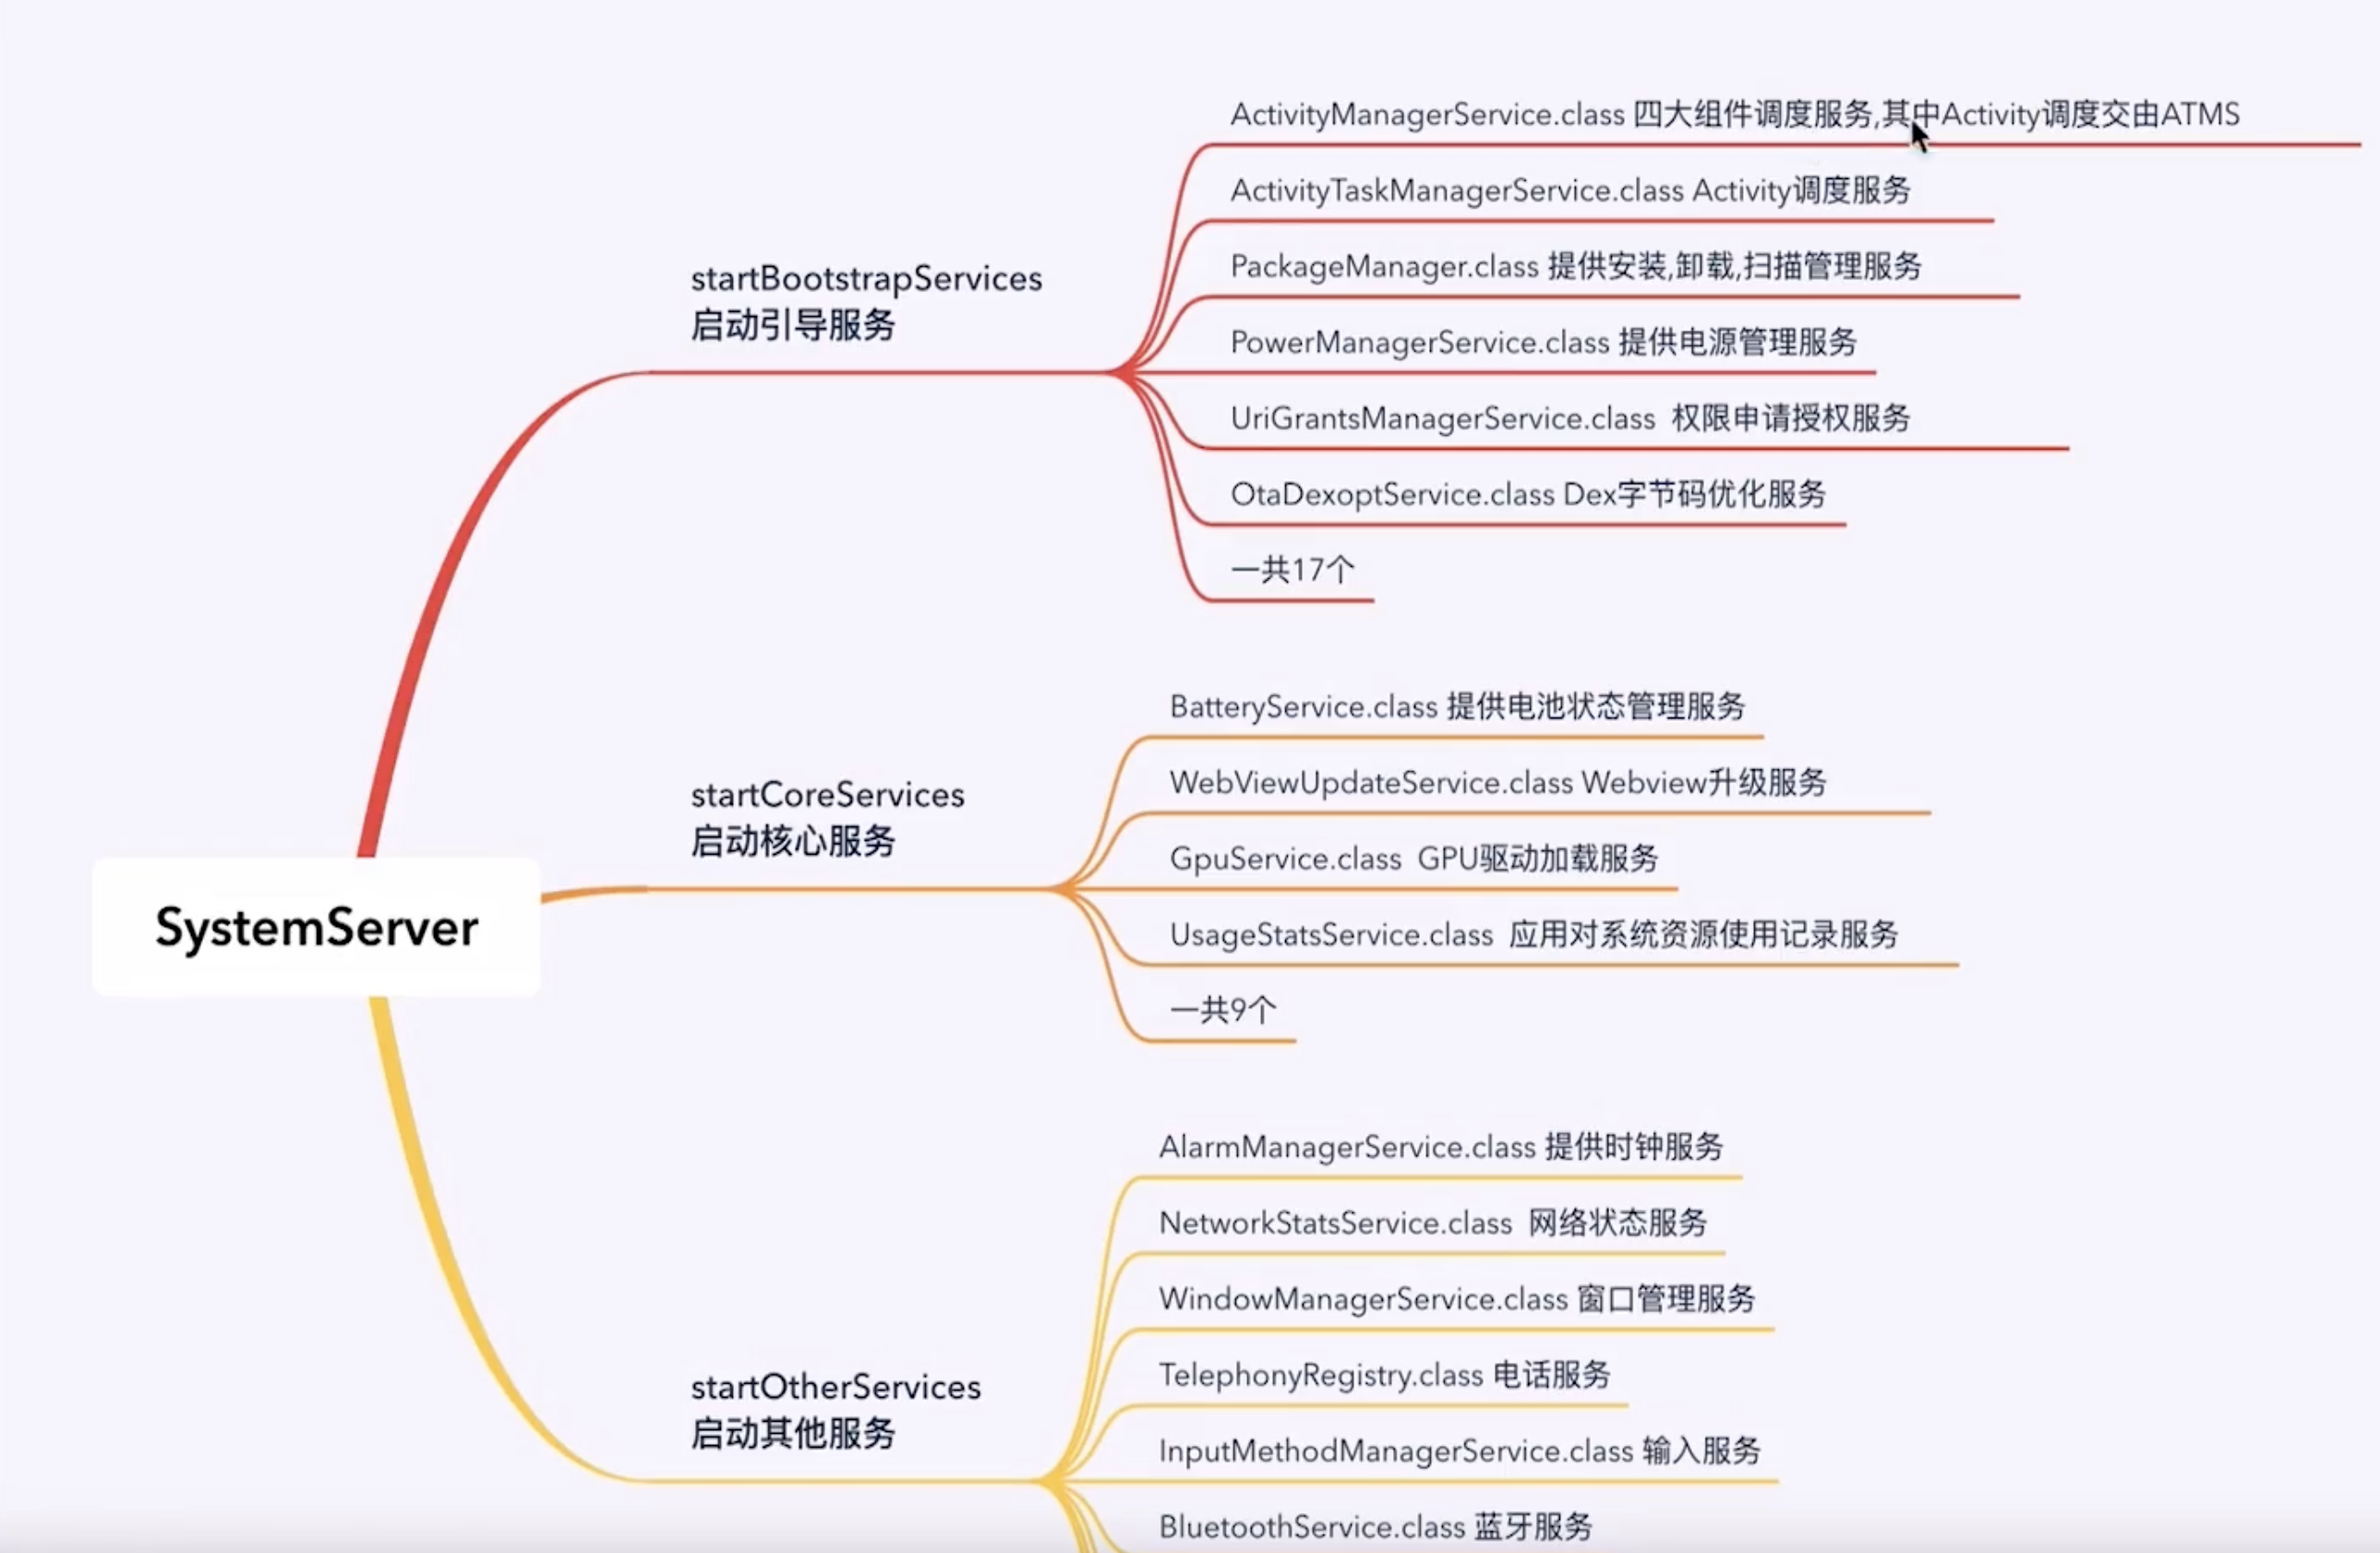 ActivityManagerService.class 四大组件调度服务,其中Activity调度交由ATMS
ActivityTaskManagerService.class Activity调度服务
PackageManager.class 提供安装,卸载,扫描管理服务
startBootstrapServices
启动引导服务
PowerManagerService.class 提供电源管理服务
UriGrantsManagerService.class 权限申请授权服务
OtaDexoptService.class Dex字节码优化服务
一共17个
BatteryService.class 提供电池状态管理服务
WebViewUpdateService.class Webview升级服务
startCoreServices
启动核心服务
GpuService.class GPU驱动加载服务
UsageStatsService.class 应用对系统资源使用记录服务
一共9个
SystemServer
AlarmManagerService.class 提供时钟服务
NetworkStatsService.class 网络状态服务
WindowManagerService.class 窗口管理服务
TelephonyRegistry.class 电话服务
startOtherServices
启动其他服务
InputMethodManagerService.class 输入服务
BluetoothService.class 蓝牙服务